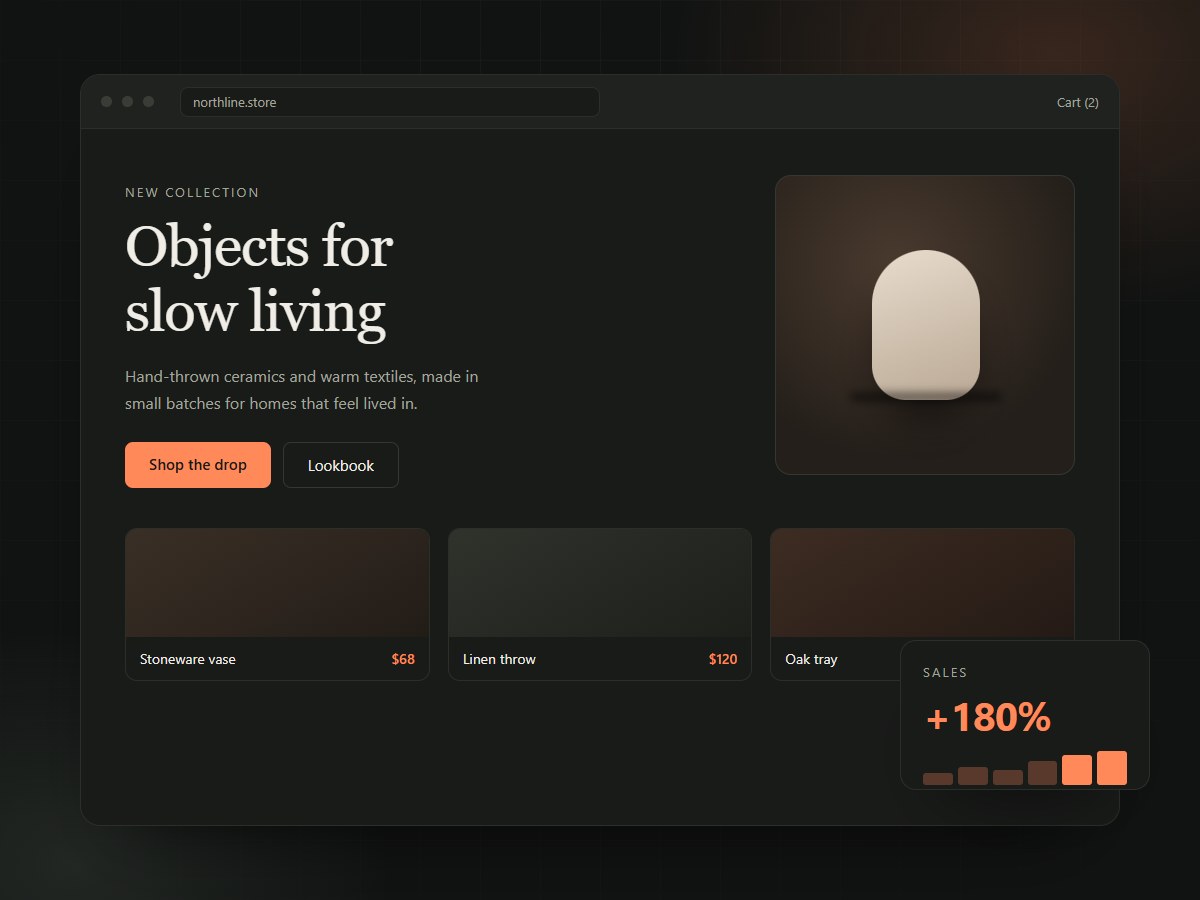 northline.store
Cart (2)
NEW COLLECTION
Objects for
slow living
Hand-thrown ceramics and warm textiles, made in
small batches for homes that feel lived in.
Shop the drop
Lookbook
Stoneware vase
$68
Linen throw
$120
Oak tray
SALES
+180%